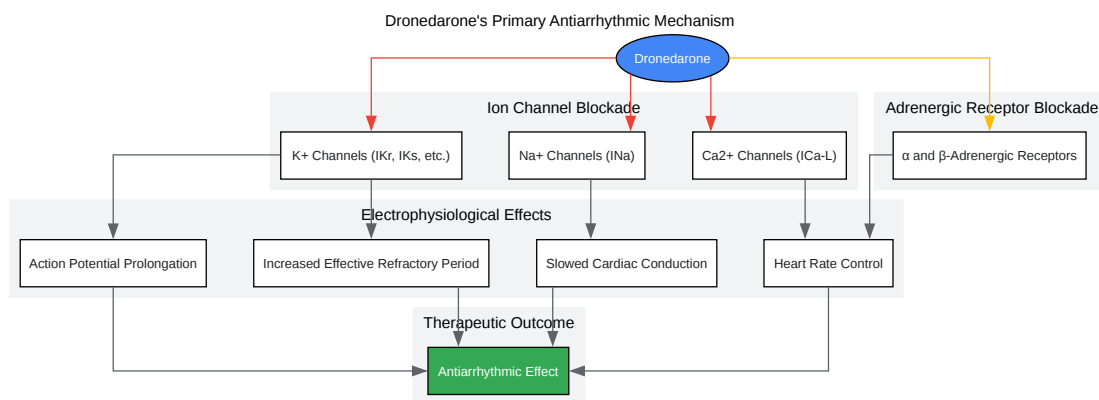 Dronedarone's Primary Antiarrhythmic Mechanism
Dronedarone
Ion Channel Blockade
Adrenergic Receptor Blockade
K+ Channels (IKr, IKs, etc.)
Na+ Channels (INa)
Ca2+ Channels (ICa-L)
α and β-Adrenergic Receptors
Electrophysiological Effects
Action Potential Prolongation
Increased Effective Refractory Period
Slowed Cardiac Conduction
Heart Rate Control
Therapeutic Outcome
Antiarrhythmic Effect